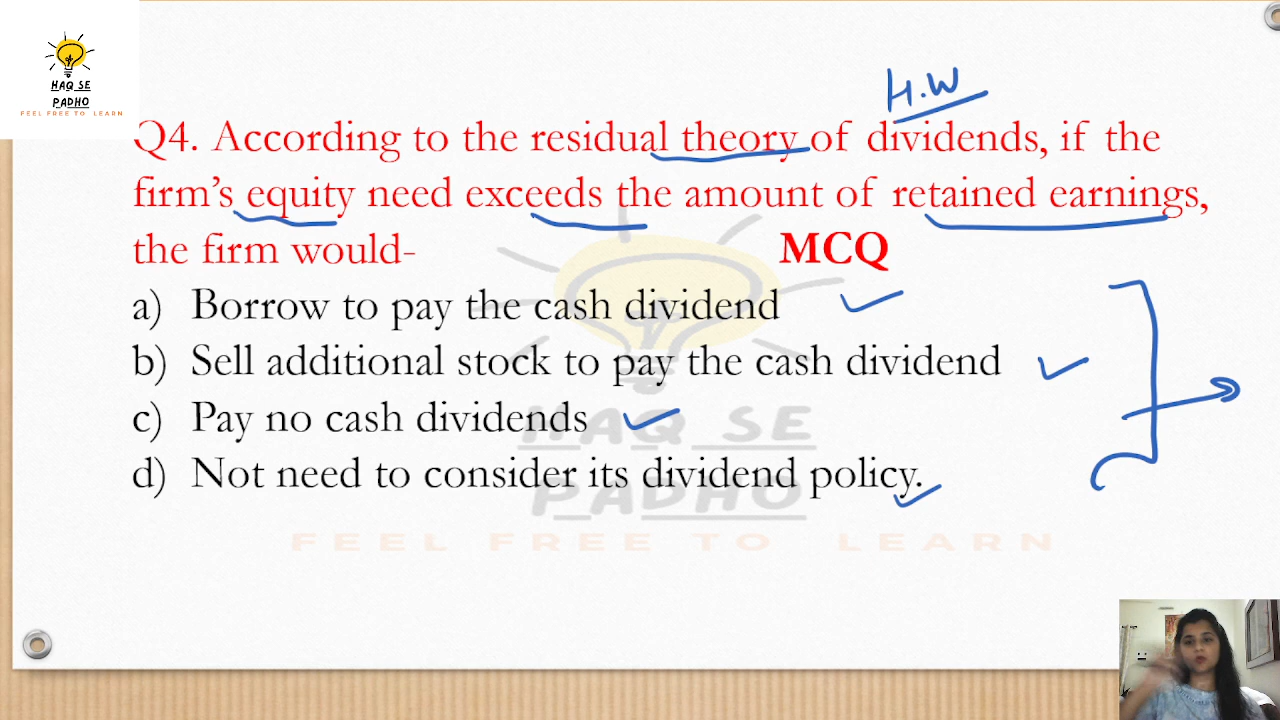 HAQ SE
PADHO
FEEL FREE TO LEARN
H.W
Q4. According to the residual theory of dividends, if the
firm's equity need exceeds the amount of retained earnings,
the firm would- MCQ
a) Borrow to pay the cash dividend
b) Sell additional stock to pay the cash dividend
c) Pay no cash dividends
d) Not need to consider its dividend policy.
HAQ SE
PADHO
FEEL FREE TO LEARN